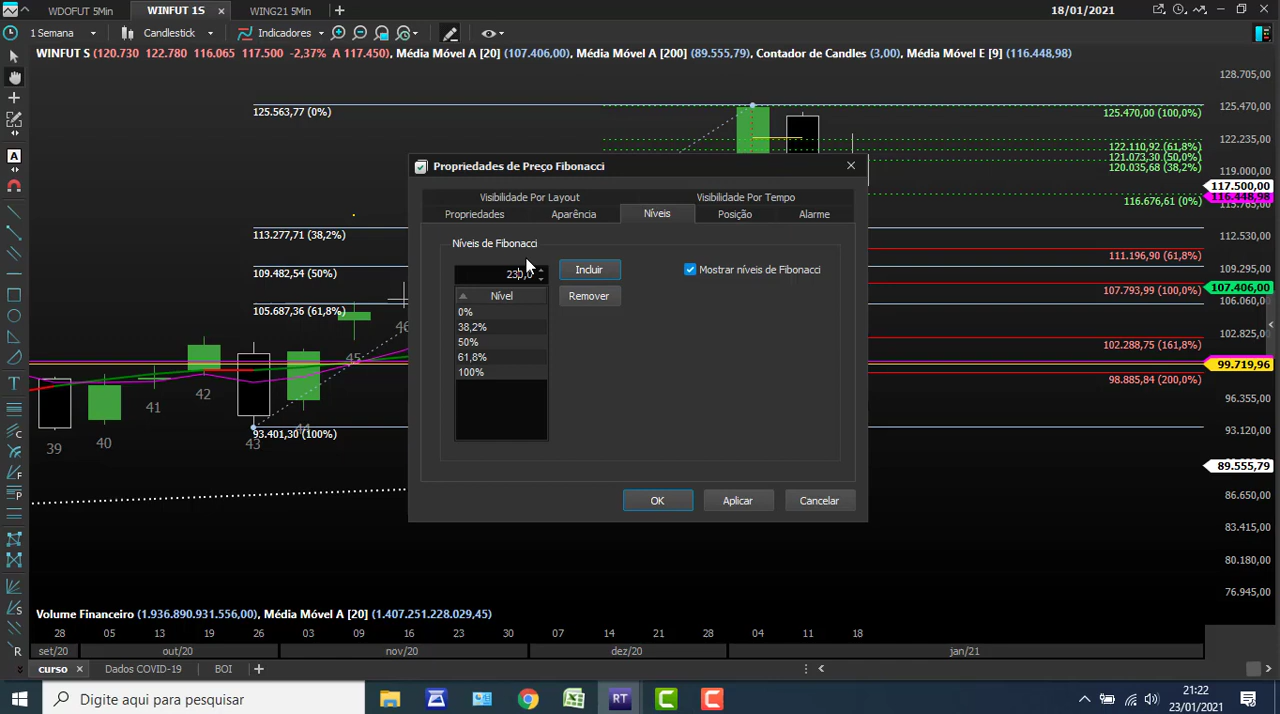 WDOFUT 5Min
WINFUT 1S
WING21 5Min
18/01/2021
1 Semana
Candlestick
Indicadores
WINFUT S (120.730 122.780 116.065 117.500 -2,37% A 117.450), Média Móvel A [20] (107.406,00), Média Móvel A [200] (89.555,79), Contador de Candles (3,00), Média Móvel E [9] (116.448,98)
128.705,00
125.470,00
122.235,00
119.000,00
117.500,00
116.448,98
115.765,00
112.530,00
109.295,00
107.406,00
106.060,00
102.825,00
99.719,96
96.355,00
93.120,00
89.555,79
86.650,00
83.415,00
80.180,00
76.945,00
125.563,77 (0%)
113.277,71 (38,2%)
109.482,54 (50%)
105.687,36 (61,8%)
93.401,30 (100%)
125.470,00 (100,0%)
122.110,92 (61,8%)
121.073,30 (50,0%)
120.035,68 (38,2%)
116.676,61 (0%)
111.196,90 (61,8%)
107.793,99 (100,0%)
102.288,75 (161,8%)
98.885,84 (200,0%)
39
40
41
42
43
44
45
46
Propriedades de Preço Fibonacci
Visibilidade Por Layout
Visibilidade Por Tempo
Propriedades
Aparência
Níveis
Posição
Alarme
Níveis de Fibonacci
230,0
Incluir
Mostrar níveis de Fibonacci
Nível
Remover
0%
38,2%
50%
61,8%
100%
OK
Aplicar
Cancelar
Volume Financeiro (1.936.890.931.556,00), Média Móvel A [20] (1.407.251.228.029,45)
28 05 13 19 26 03 09 16 23 30 07 14 21 28 04 11 18
set/20 out/20 nov/20 dez/20 jan/21
curso
Dados COVID-19
BOI
Digite aqui para pesquisar
RT
21:22
23/01/2021